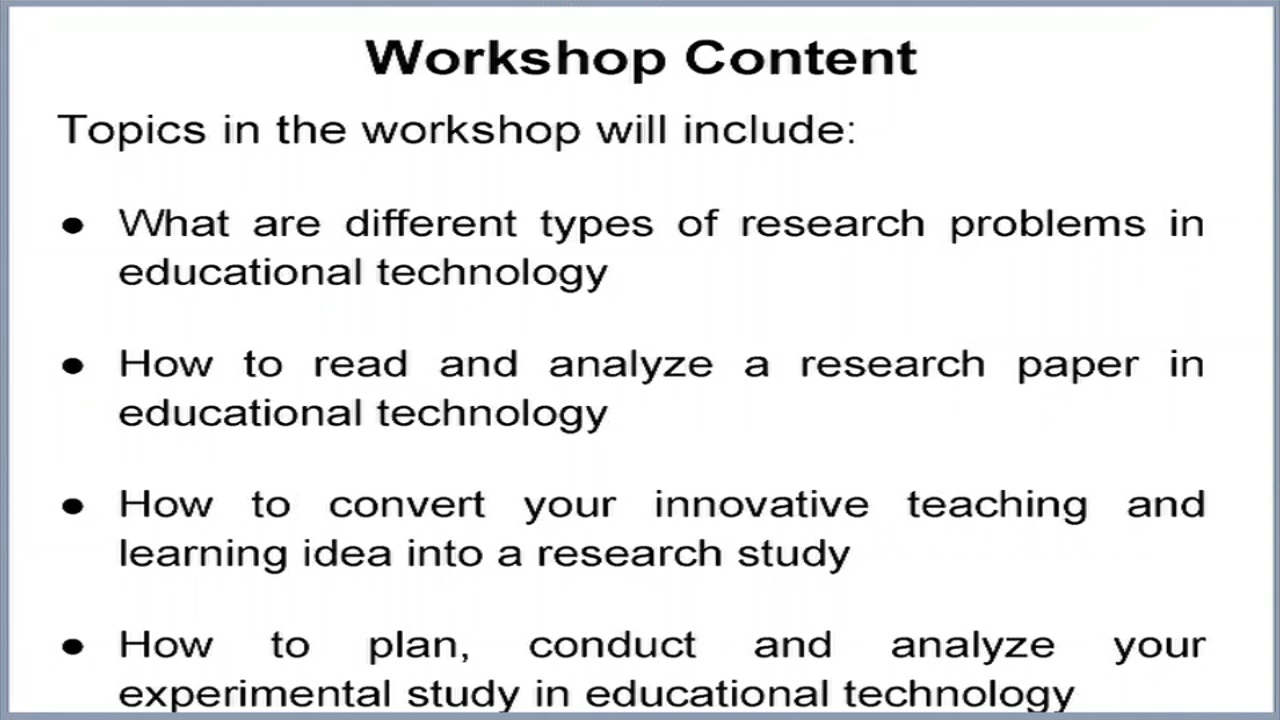 Workshop Content
Topics in the workshop will include:
● What are different types of research problems in
educational technology
● How to read and analyze a research paper in
educational technology
● How to convert your innovative teaching and
learning idea into a research study
● How to plan, conduct and analyze your
experimental study in educational technology